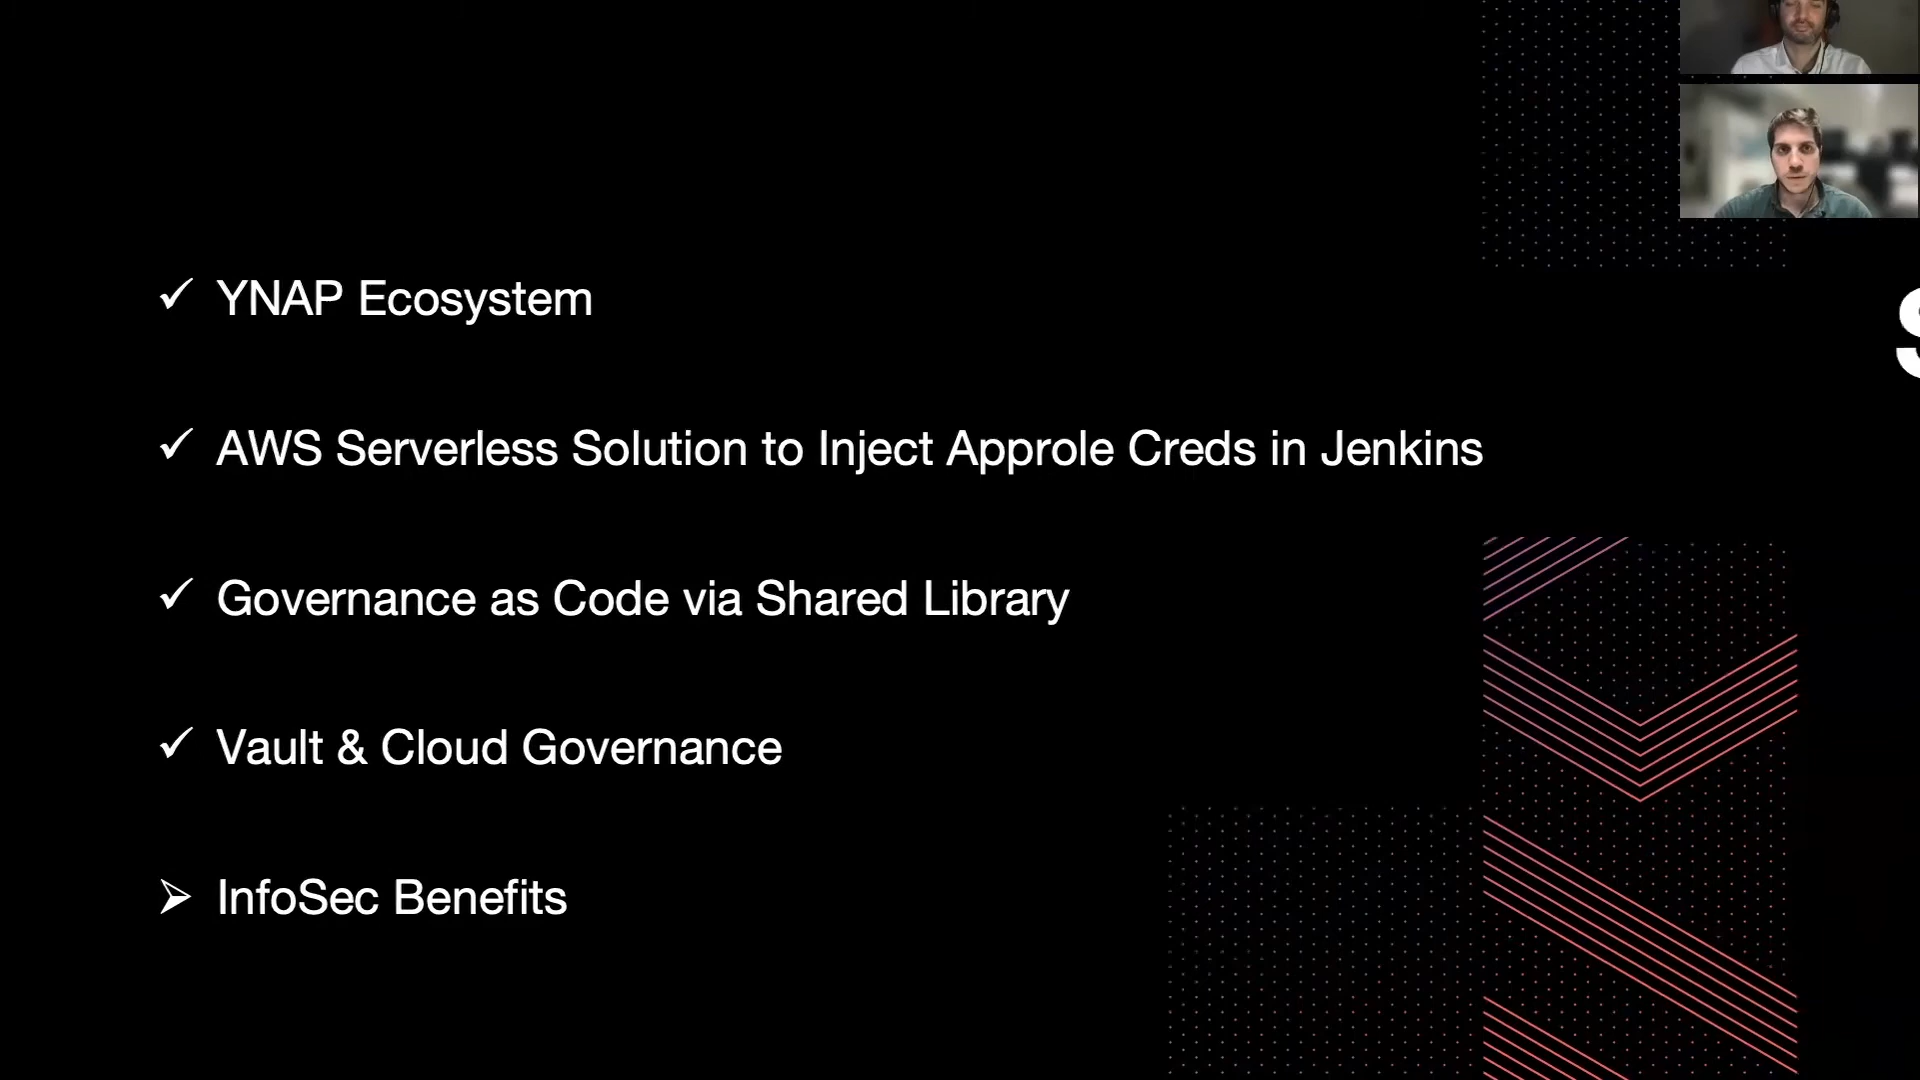 ✓ YNAP Ecosystem
✓ AWS Serverless Solution to Inject Approle Creds in Jenkins
✓ Governance as Code via Shared Library
✓ Vault & Cloud Governance
➢ InfoSec Benefits